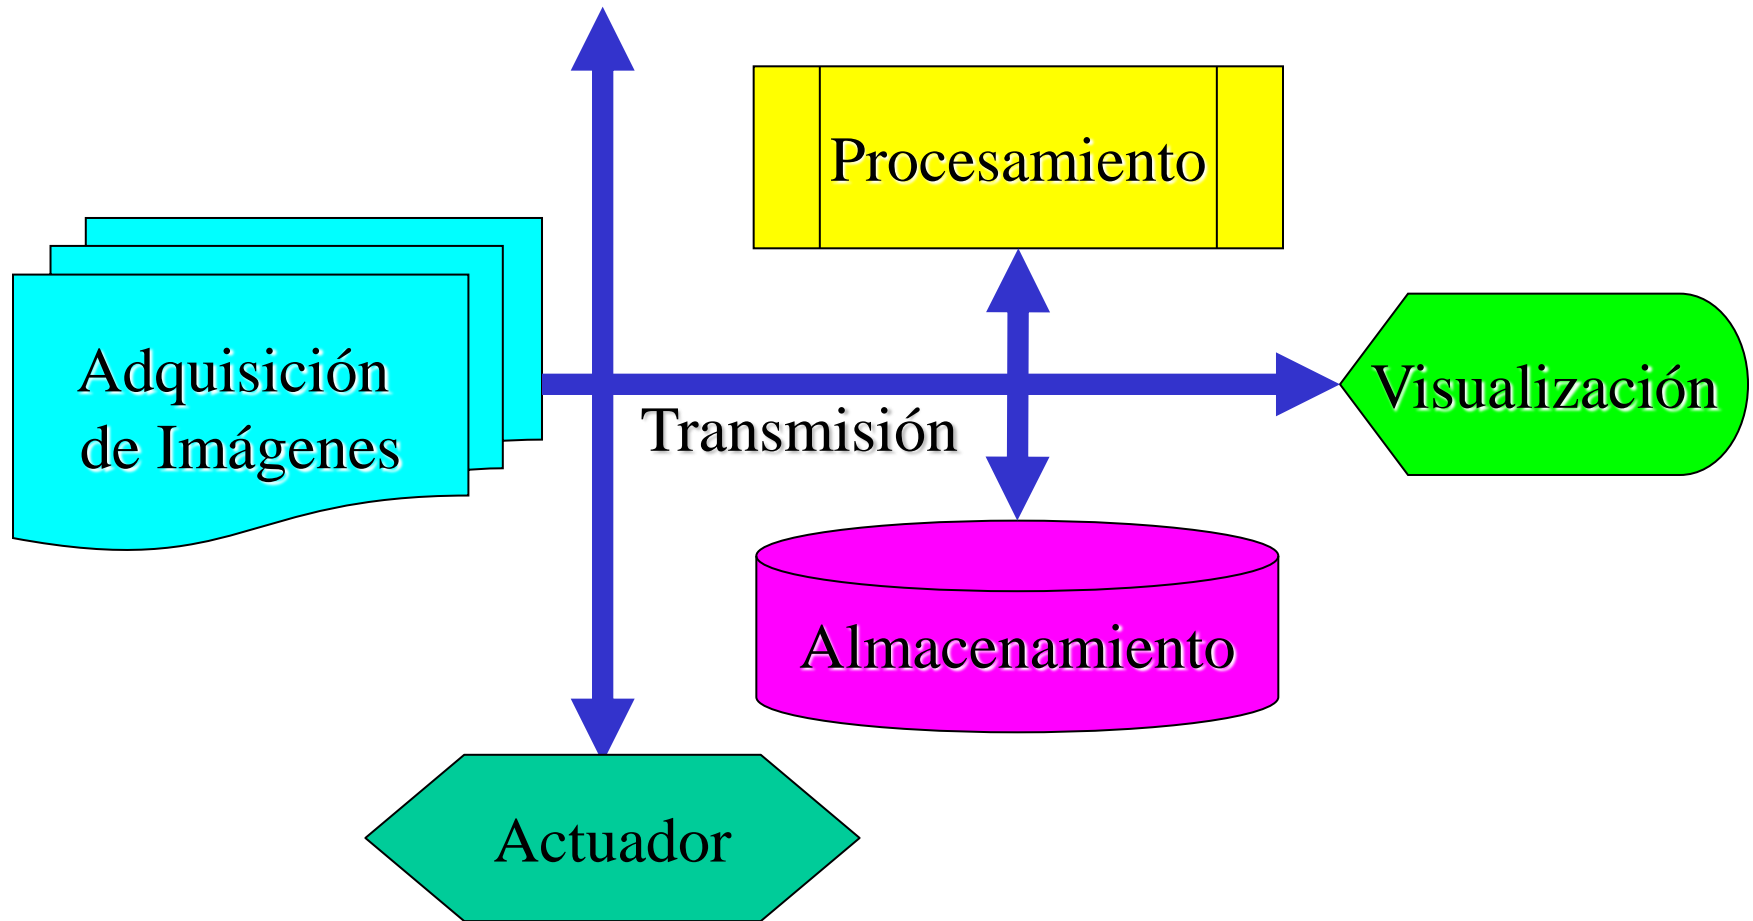 Procesamiento
Adquisición
de Imágenes
Visualización
Transmisión
Almacenamiento
Actuador